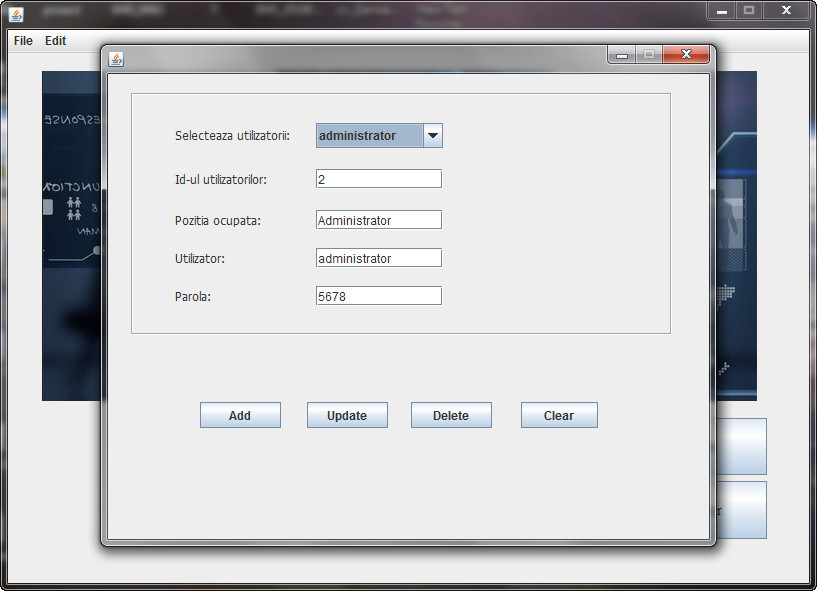 File Edit
Selecteaza utilizatorii: administrator
Id-ul utilizatorilor: 2
Pozitia ocupata: Administrator
Utilizator: administrator
Parola: 5678
Add Update Delete Clear